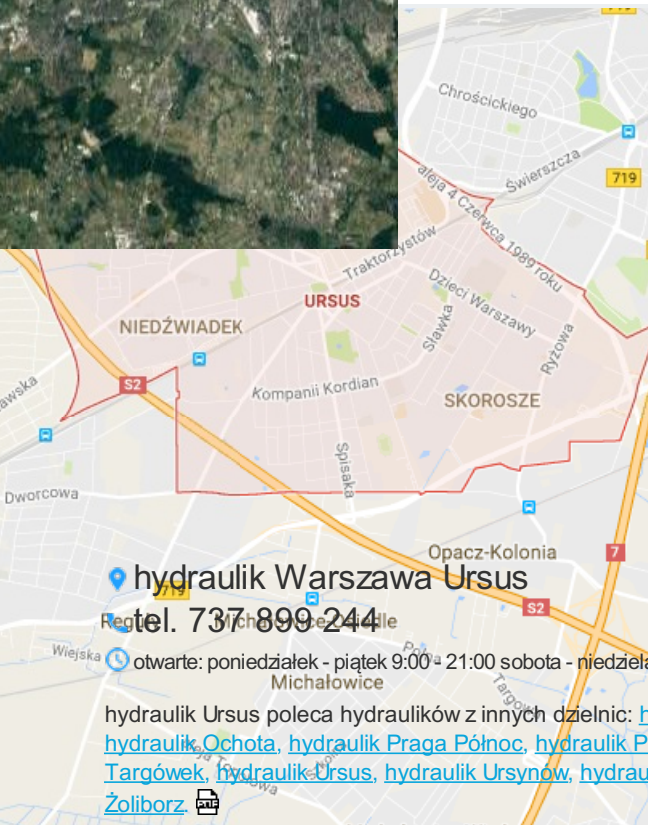 Chrościckiego
Świerszcza
719
aleja 4 Czerwca 1989 roku
Traktorzystów
Dzieci Warszawy
URSUS
NIEDŹWIADEK
Sławka
Ryżowa
S2
Kompanii Kordian
SKOROSZE
Spisaka
Dworcowa
Opacz-Kolonia
7
hydraulik Warszawa Ursus
719
S2
tel. 737 899 244
Wiejska
otwarte: poniedziałek - piątek 9:00 - 21:00 sobota - niedziela
Michałowice
hydraulik Ursus poleca hydraulików z innych dzielnic: h
hydraulik Ochota, hydraulik Praga Północ, hydraulik P
Targówek, hydraulik Ursus, hydraulik Ursynów, hydrau
Żoliborz.